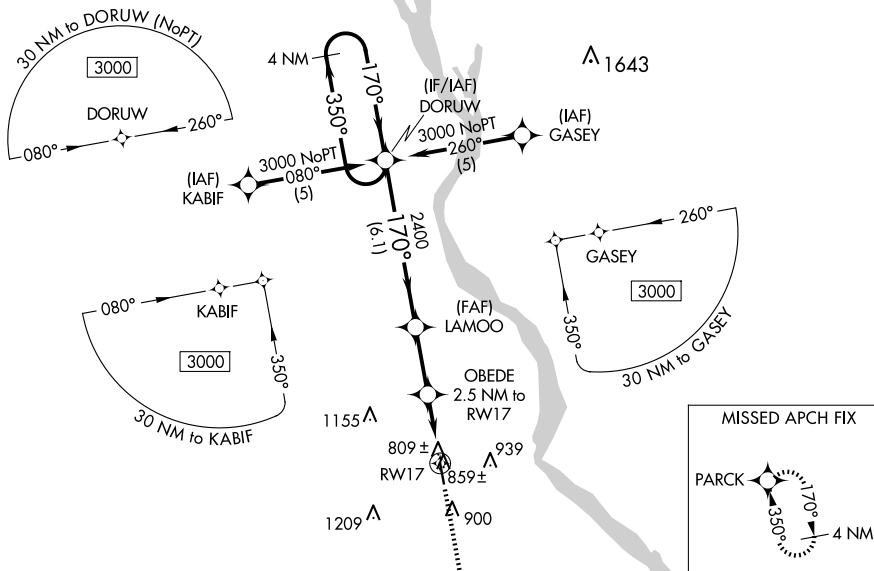 30 NM to DORUW (NoPT)
3000
DORUW
080°
260°
4 NM
170°
350°
(IF/IAF)
DORUW
1643
(IAF)
GASEY
3000 NoPT
260°
(5)
(IAF)
KABIF
3000 NoPT
080°
(5)
2400
170°
(6.1)
080°
KABIF
3000
350°
30 NM to KABIF
260°
GASEY
3000
350°
30 NM to GASEY
(FAF)
LAMOO
OBEDE
2.5 NM to
RW17
1155
809 ±
939
RW17
859 ±
1209
900
MISSED APCH FIX
PARCK
170°
350°
4 NM